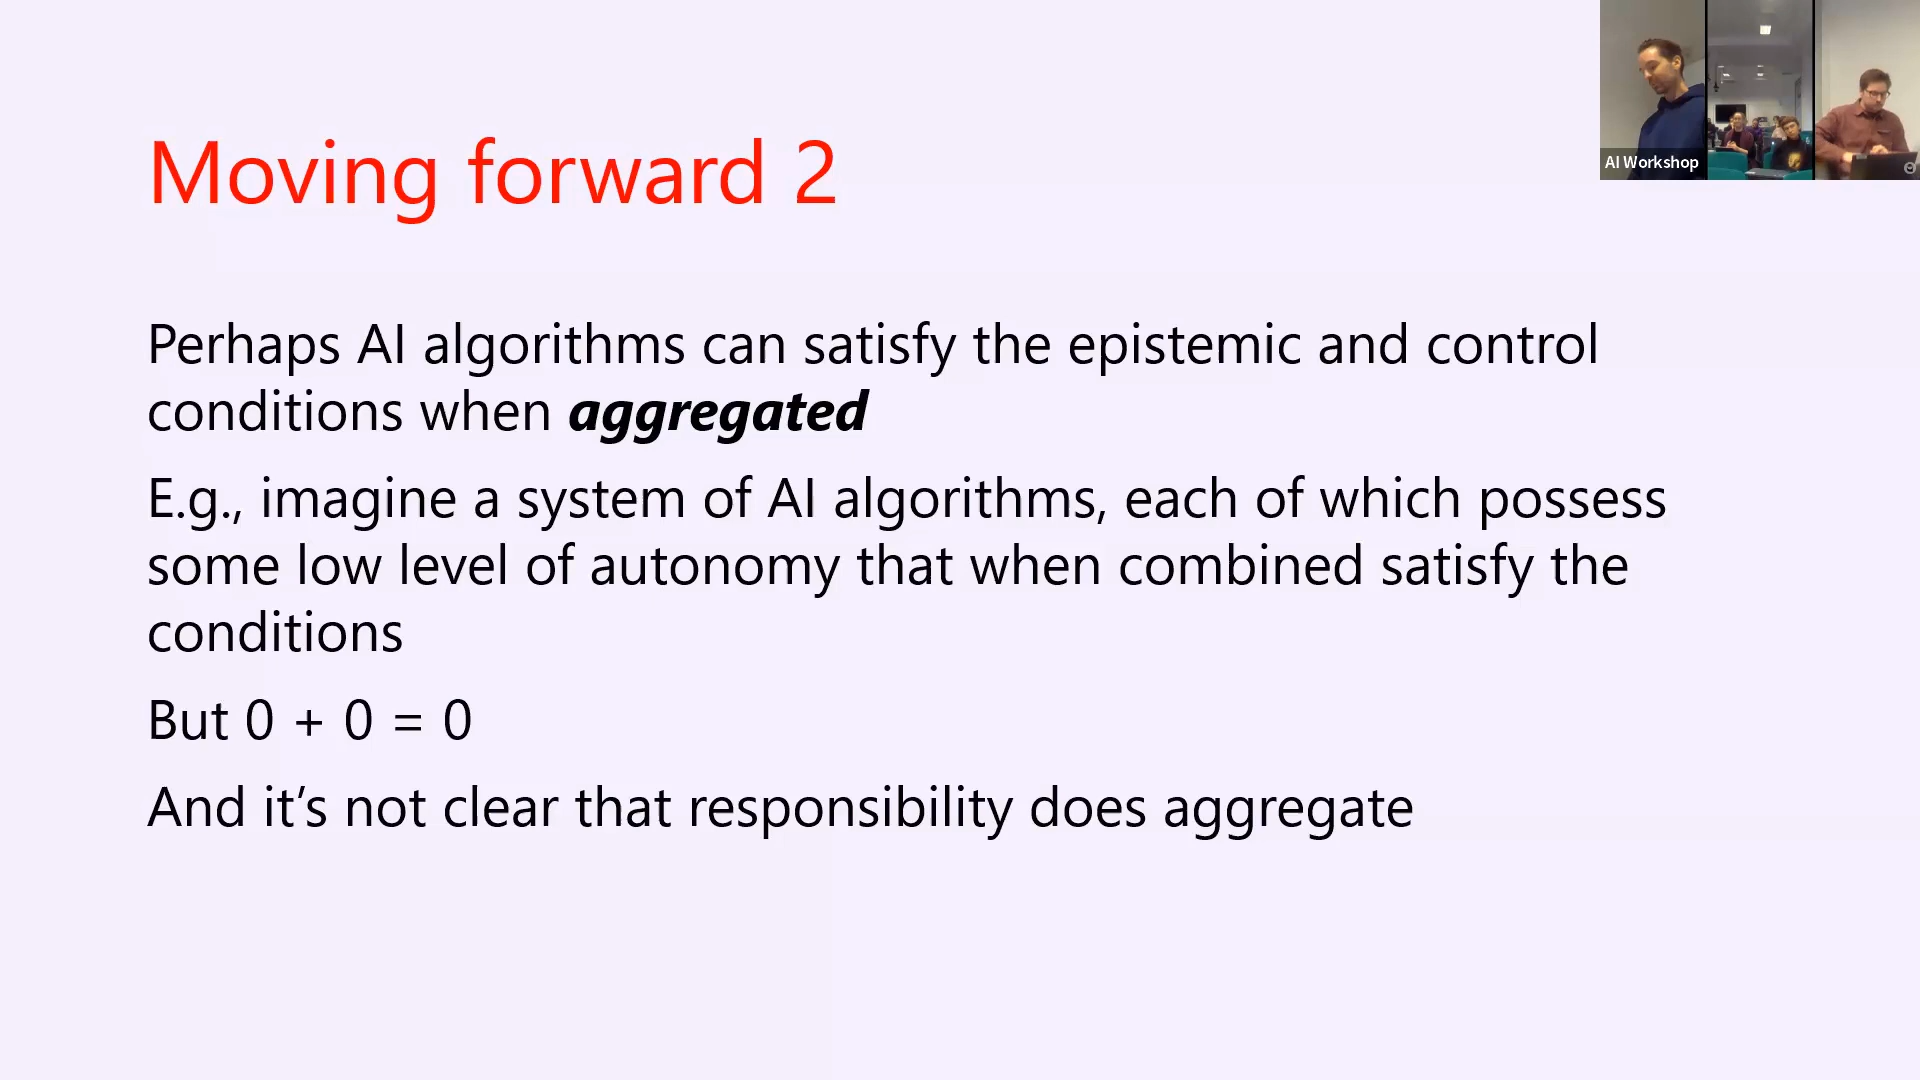 Moving forward 2
AI Workshop
Perhaps AI algorithms can satisfy the epistemic and control
conditions when aggregated
E.g., imagine a system of AI algorithms, each of which possess
some low level of autonomy that when combined satisfy the
conditions
But 0 + 0 = 0
And it’s not clear that responsibility does aggregate